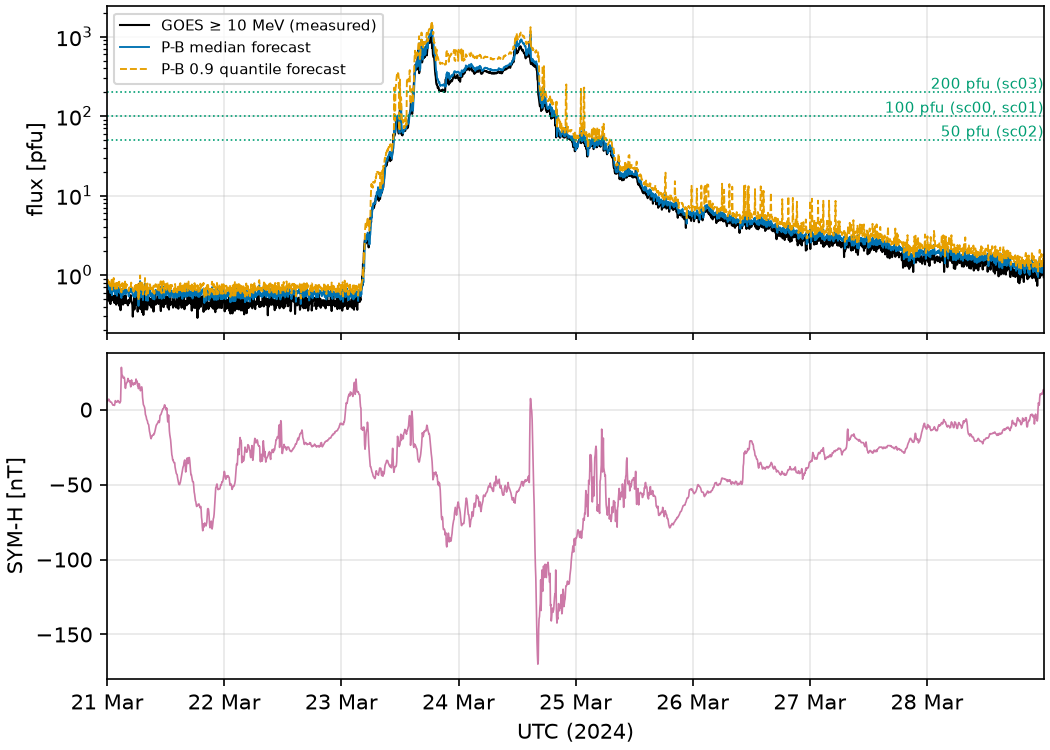 GOES ≥ 10 MeV (measured)
P-B median forecast
P-B 0.9 quantile forecast
200 pfu (sc03)
100 pfu (sc00, sc01)
50 pfu (sc02)
10³
10²
10¹
10⁰
flux [pfu]
0
−50
−100
−150
SYM-H [nT]
21 Mar 22 Mar 23 Mar 24 Mar 25 Mar 26 Mar 27 Mar 28 Mar
UTC (2024)